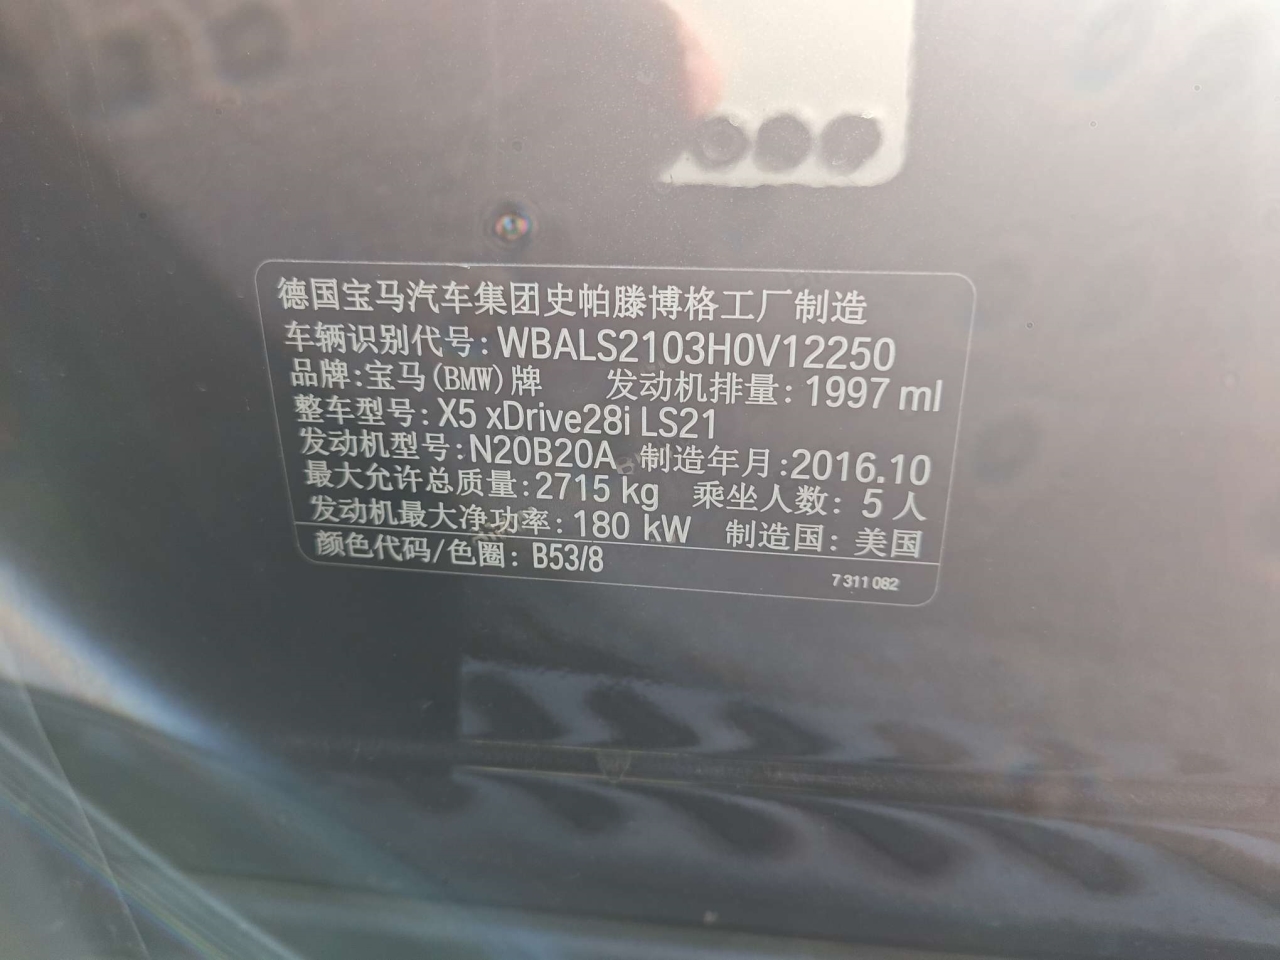 德国宝马汽车集团史帕滕博格工厂制造
车辆识别代号: WBALS2103H0V12250
品牌:宝马(BMW)牌 发动机排量: 1997 ml
整车型号: X5 xDrive28i LS21
发动机型号: N20B20A 制造年月:2016.10
最大允许总质量:2715 kg 乘坐人数: 5 人
发动机最大净功率: 180 kW 制造国: 美国
颜色代码/色圈: B53/8
7 311 082